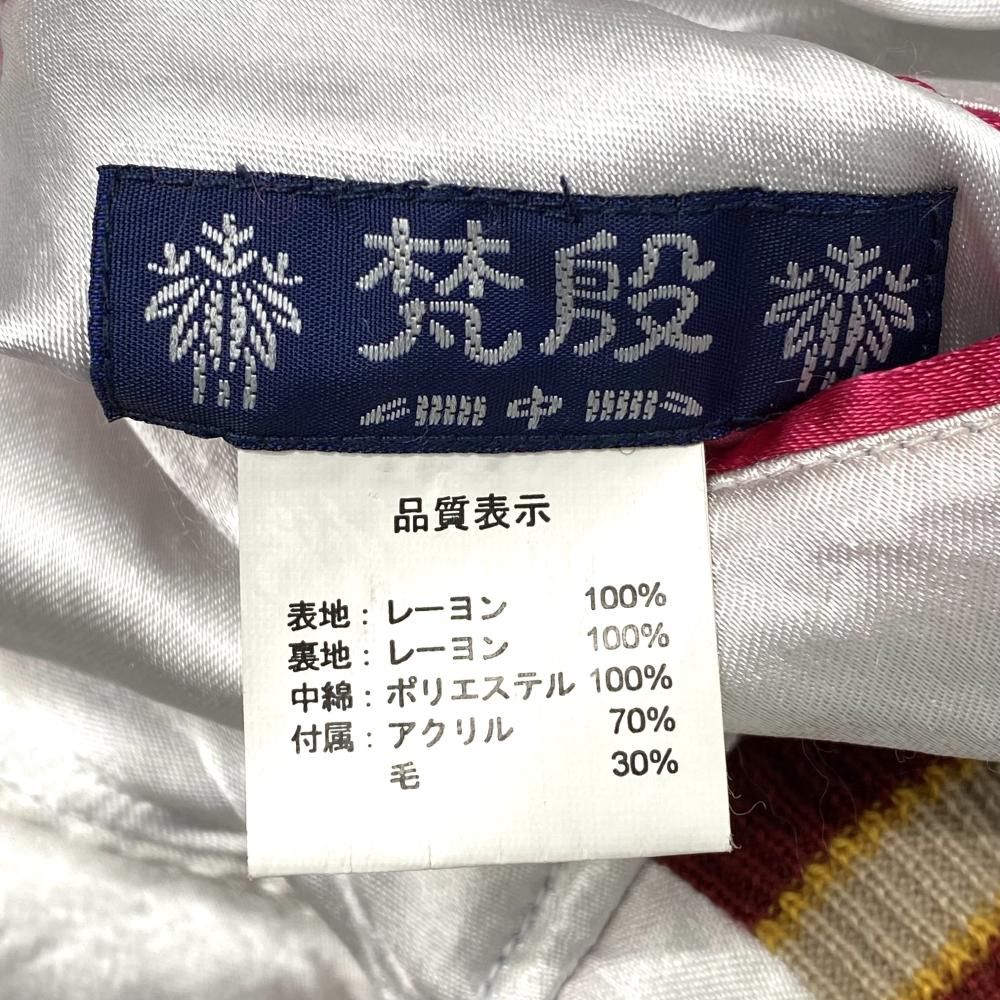 梵殷
中
品質表示
表地：レーヨン 100%
裏地：レーヨン 100%
中綿：ポリエステル 100%
付属：アクリル 70%
毛 30%